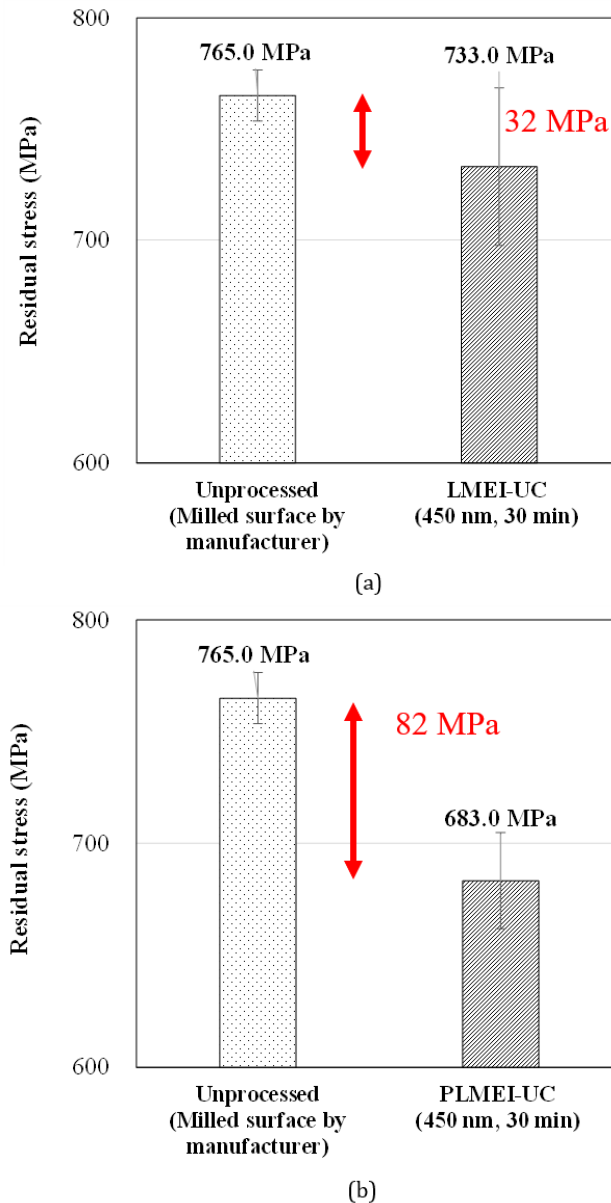 800
765.0 MPa
733.0 MPa
32 MPa
Residual stress (MPa)
700
600
Unprocessed
(Milled surface by
manufacturer)
LMEI-UC
(450 nm, 30 min)
(a)
800
765.0 MPa
82 MPa
683.0 MPa
Residual stress (MPa)
700
600
Unprocessed
(Milled surface by
manufacturer)
PLMEI-UC
(450 nm, 30 min)
(b)